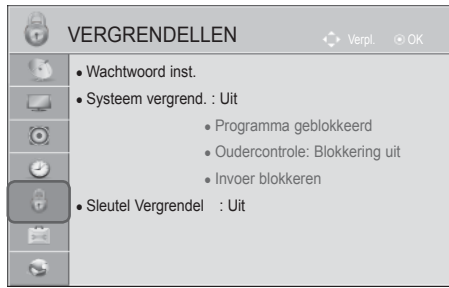 VERGRENDELLEN
Verpl. OK
● Wachtwoord inst.
● Systeem vergrend. : Uit
● Programma geblokkeerd
● Oudercontrole: Blokkering uit
● Invoer blokkeren
● Sleutel Vergrendel : Uit